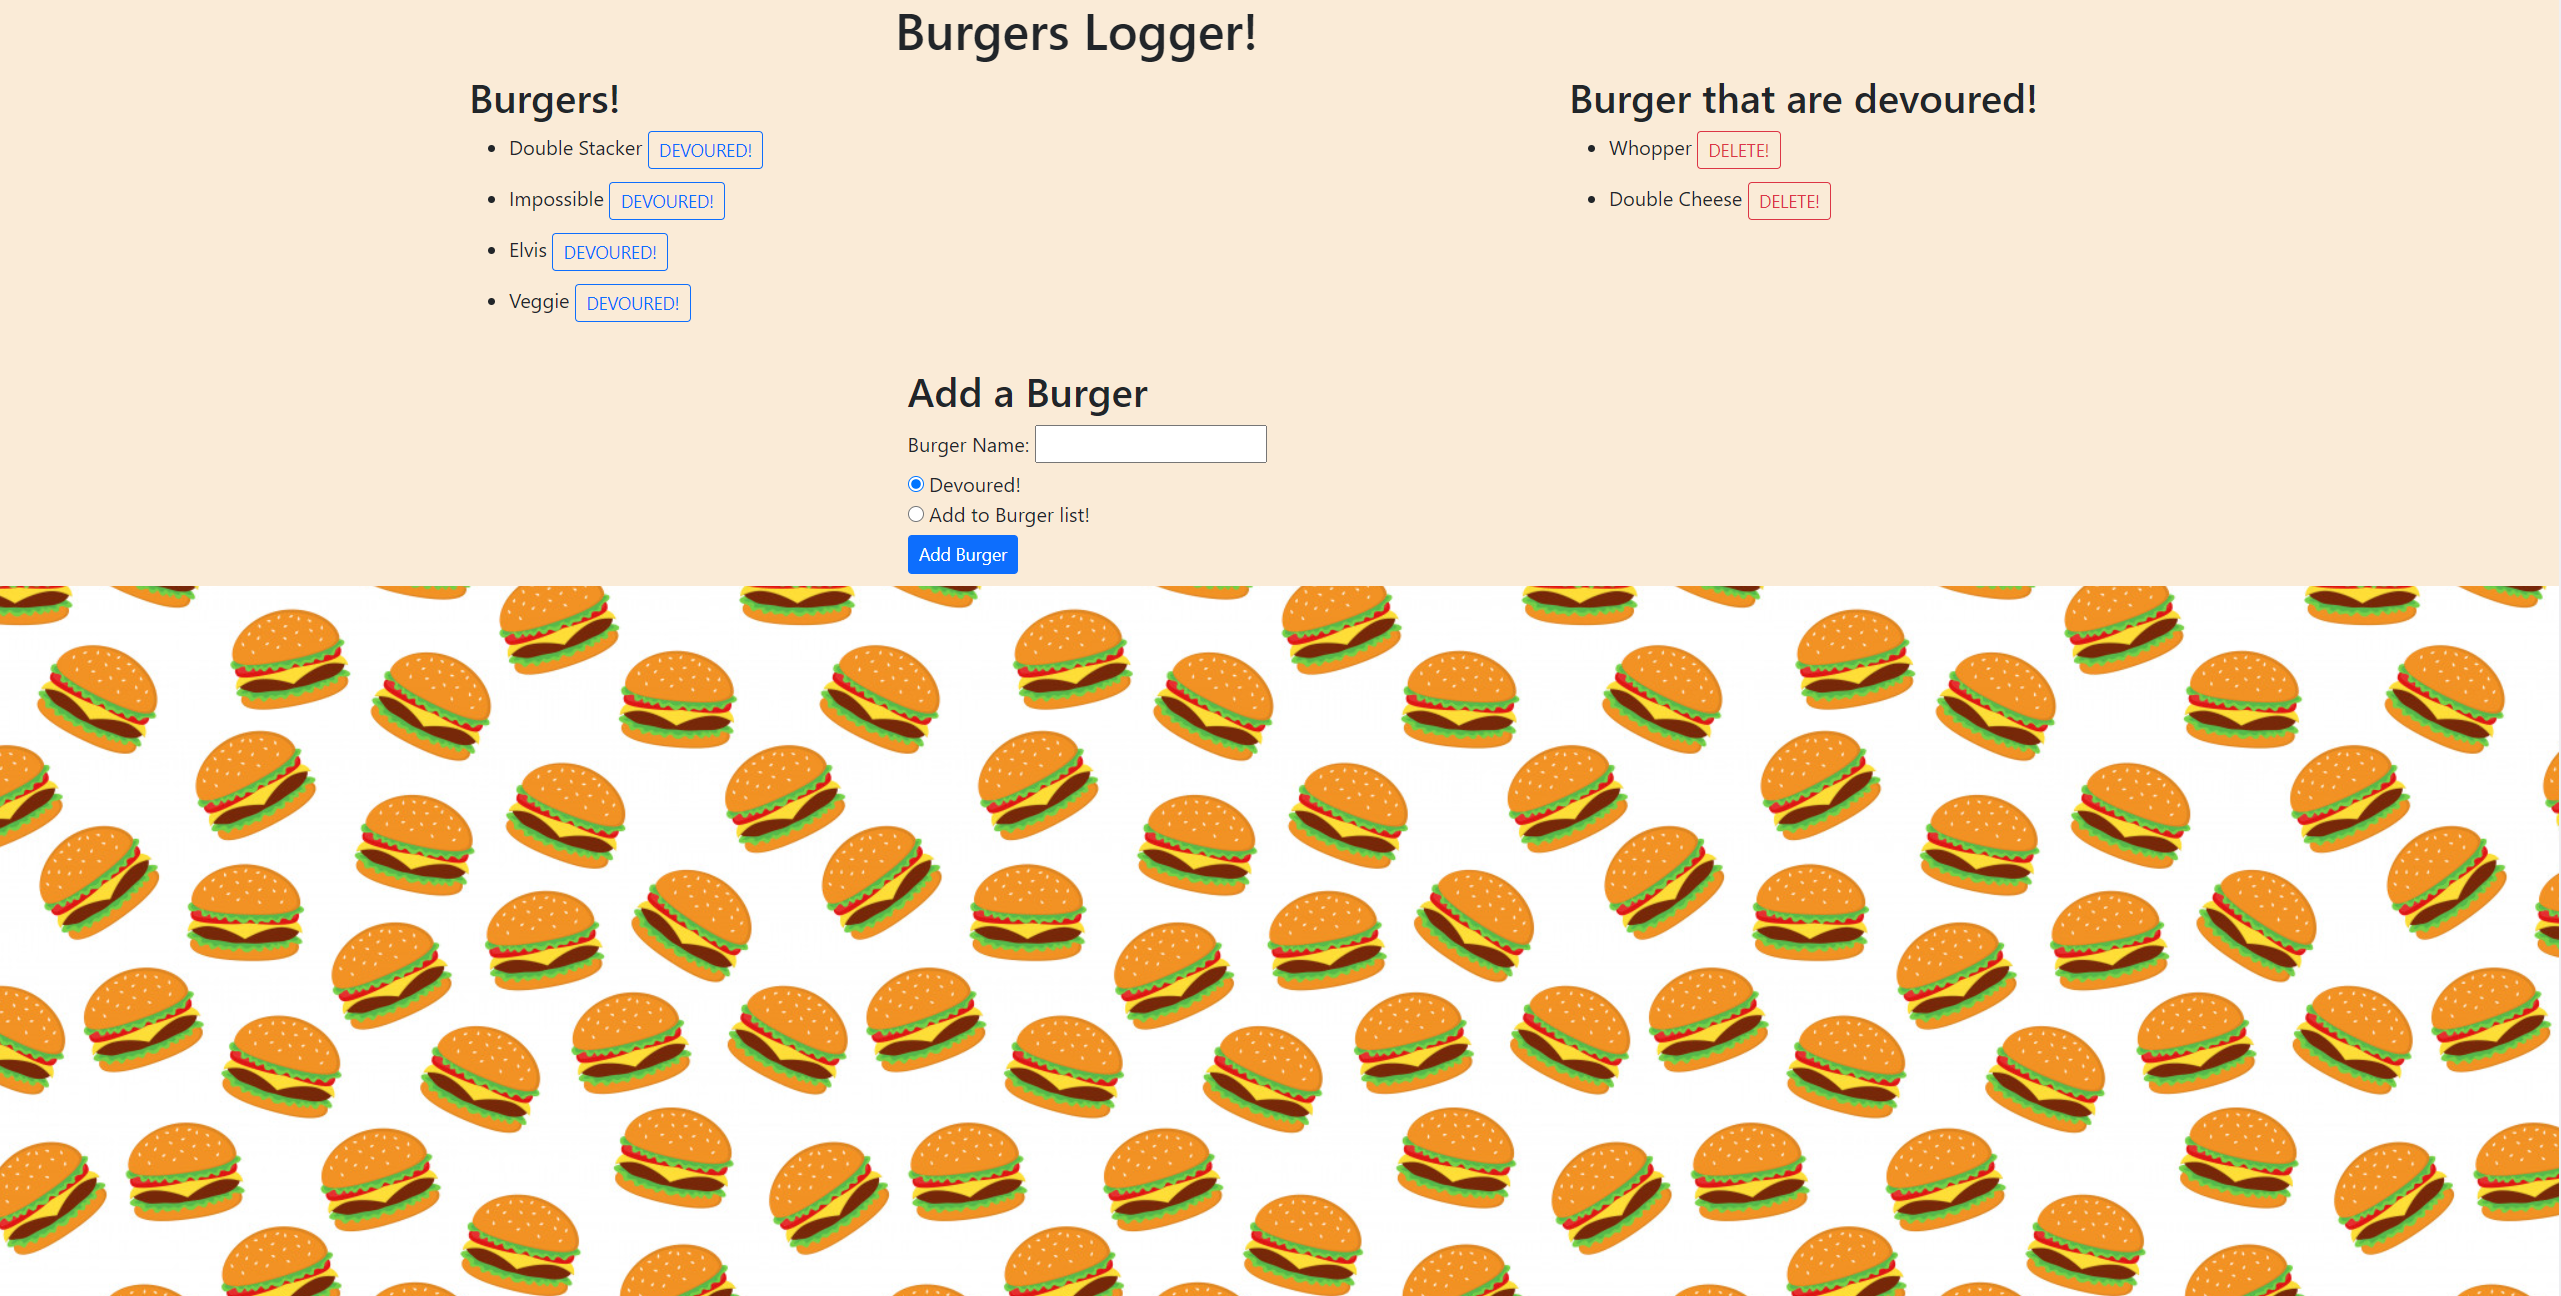 Burgers Logger!
Burgers!
Double Stacker DEVOURED!
Impossible DEVOURED!
Elvis DEVOURED!
Veggie DEVOURED!
Burger that are devoured!
Whopper DELETE!
Double Cheese DELETE!
Add a Burger
Burger Name:
Devoured!
Add to Burger list!
Add Burger